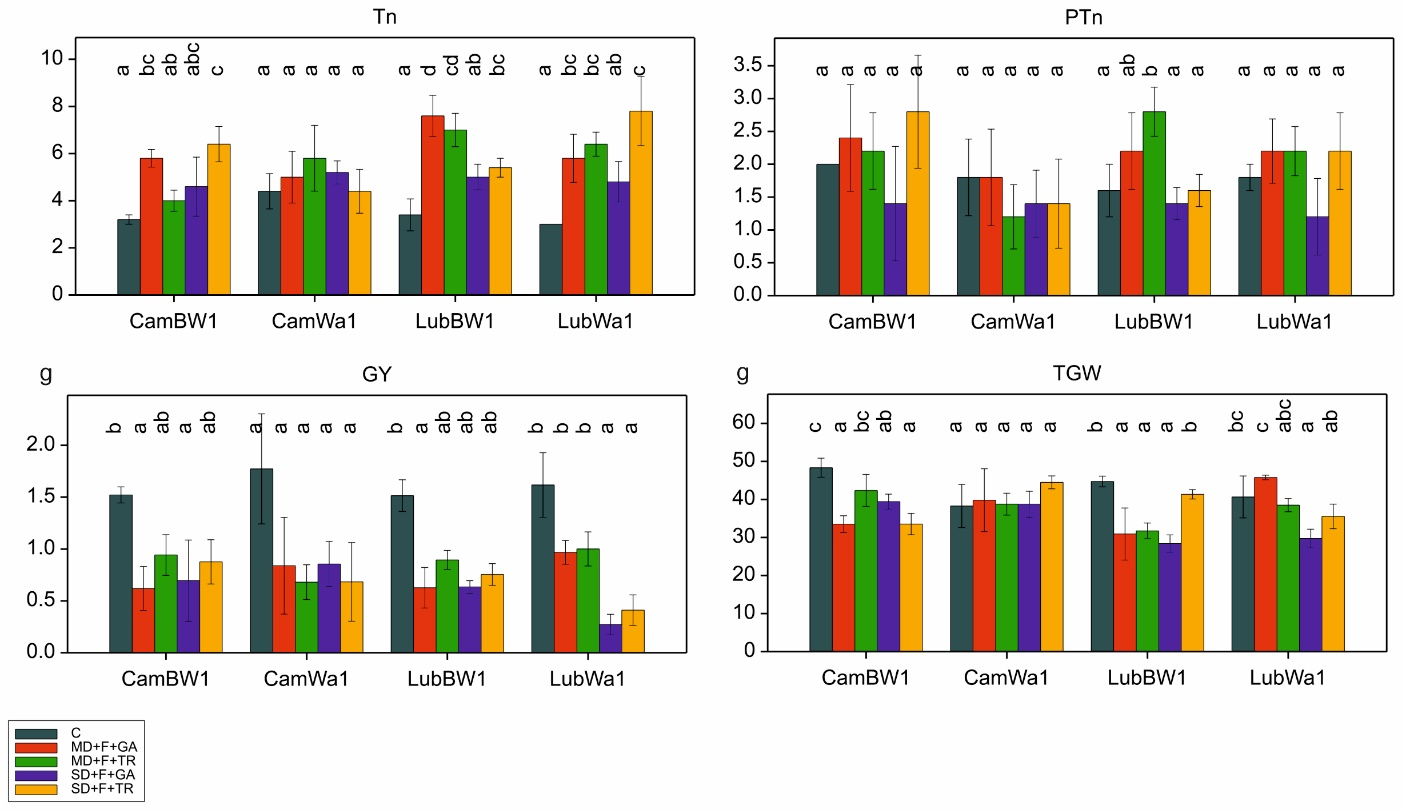 Tn
10
8
6
4
2
0
a bc ab abc c a a a a a a d cd ab bc a bc bc ab c
CamBW1 CamWa1 LubBW1 LubWa1
PTn
3.5
3.0
2.5
2.0
1.5
1.0
0.5
0.0
a a a a a a a a a a a ab b a a a a a a a
CamBW1 CamWa1 LubBW1 LubWa1
g GY
2.0
1.5
1.0
0.5
0.0
b a ab a ab a a a a a b a ab ab ab b b b a a
CamBW1 CamWa1 LubBW1 LubWa1
g TGW
60
50
40
30
20
10
0
c a bc ab a a a a a a b a a a b bc c abc a ab
CamBW1 CamWa1 LubBW1 LubWa1
C
MD+F+GA
MD+F+TR
SD+F+GA
SD+F+TR